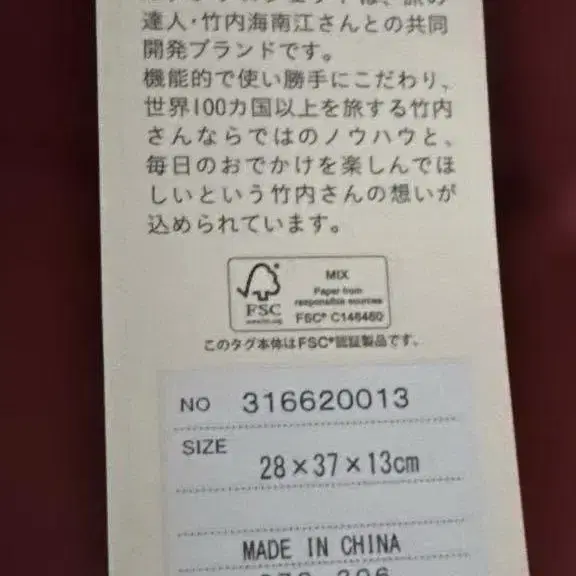 達人・竹内海南江さんとの共同
開発ブランドです。
機能的で使い勝手にこだわり、
世界100カ国以上を旅する竹内
さんならではのノウハウと、
毎日のおでかけを楽しんでほ
しいという竹内さんの想いが
込められています。
FSC
MIX
Paper from
responsible sources
FSC® C146460
このタグ本体はFSC®認証製品です。
NO 316620013
SIZE
28×37×13cm
MADE IN CHINA